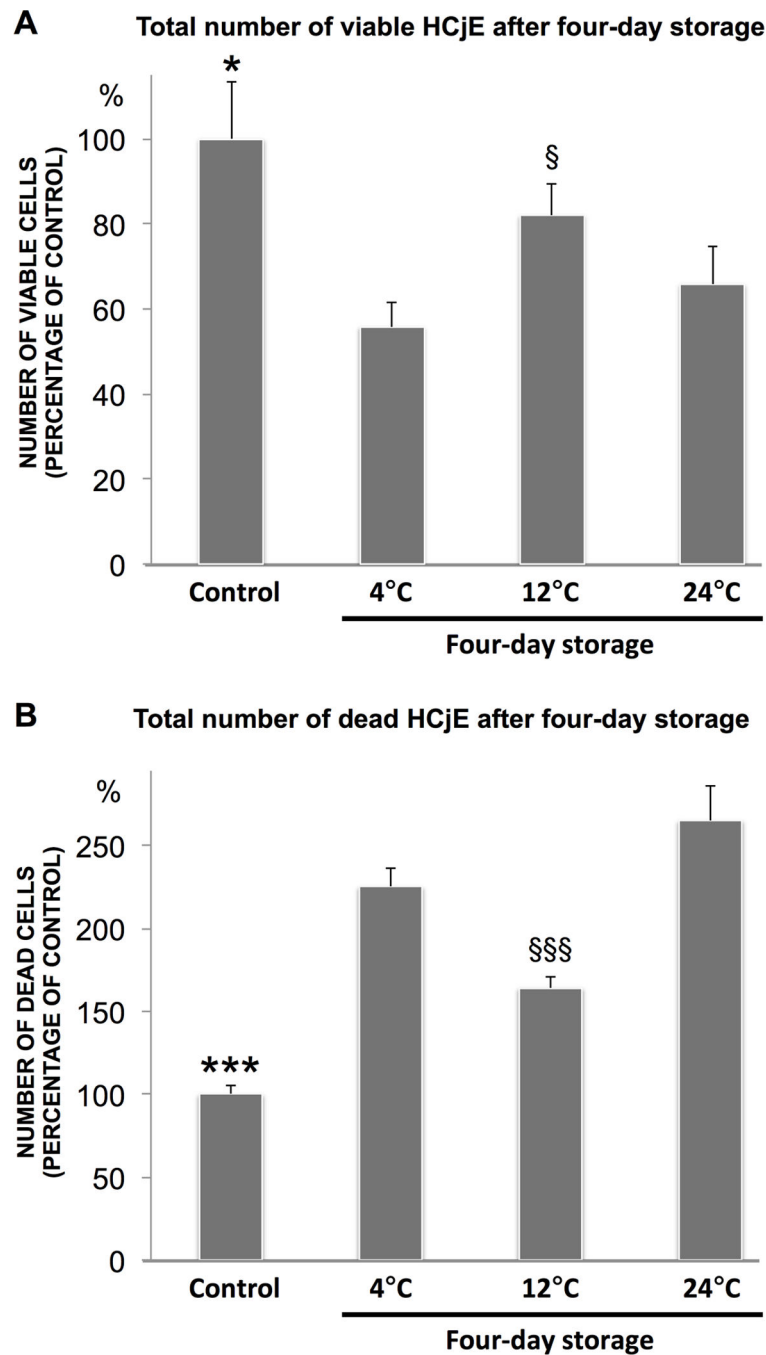 A
Total number of viable HCjE after four-day storage
NUMBER OF VIABLE CELLS
(PERCENTAGE OF CONTROL)
%
*
§
100
80
60
40
20
0
Control
4°C
12°C
24°C
Four-day storage
B
Total number of dead HCjE after four-day storage
NUMBER OF DEAD CELLS
(PERCENTAGE OF CONTROL)
%
250
200
§§§
150
***
100
50
0
Control
4°C
12°C
24°C
Four-day storage